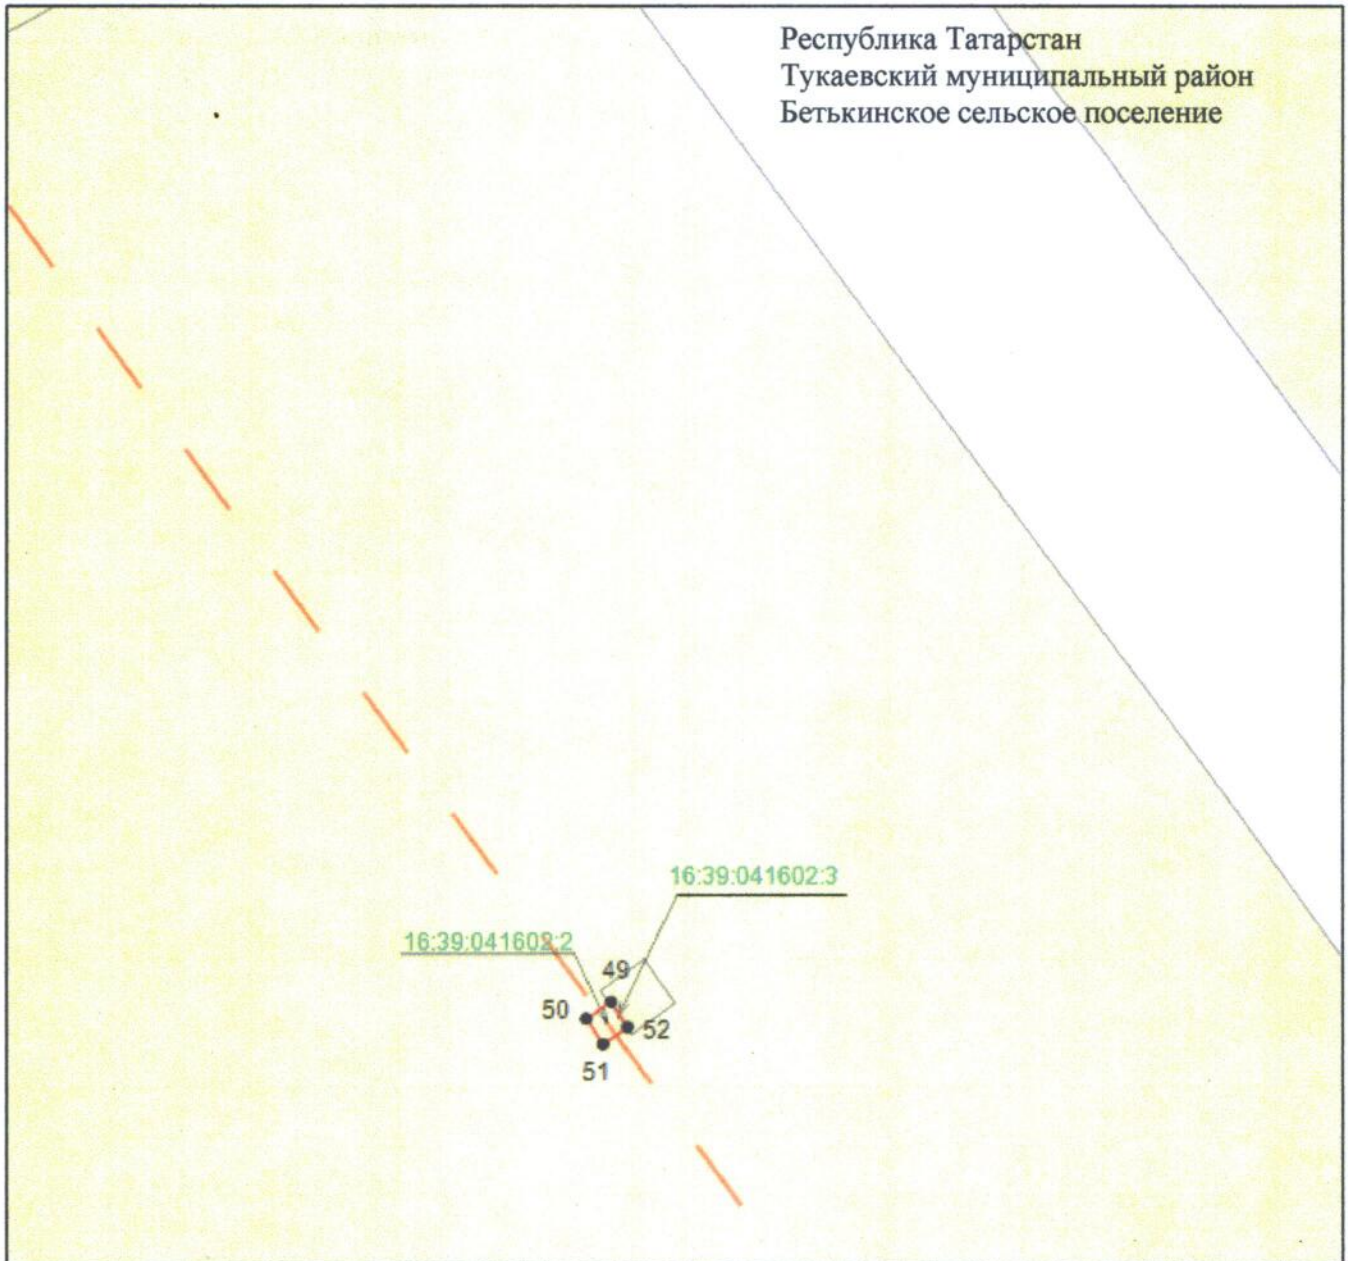 Республика Татарстан
Тукаевский муниципальный район
Бетькинское сельское поселение
16:39:041602:3
16:39:041602:2
49
50
52
51